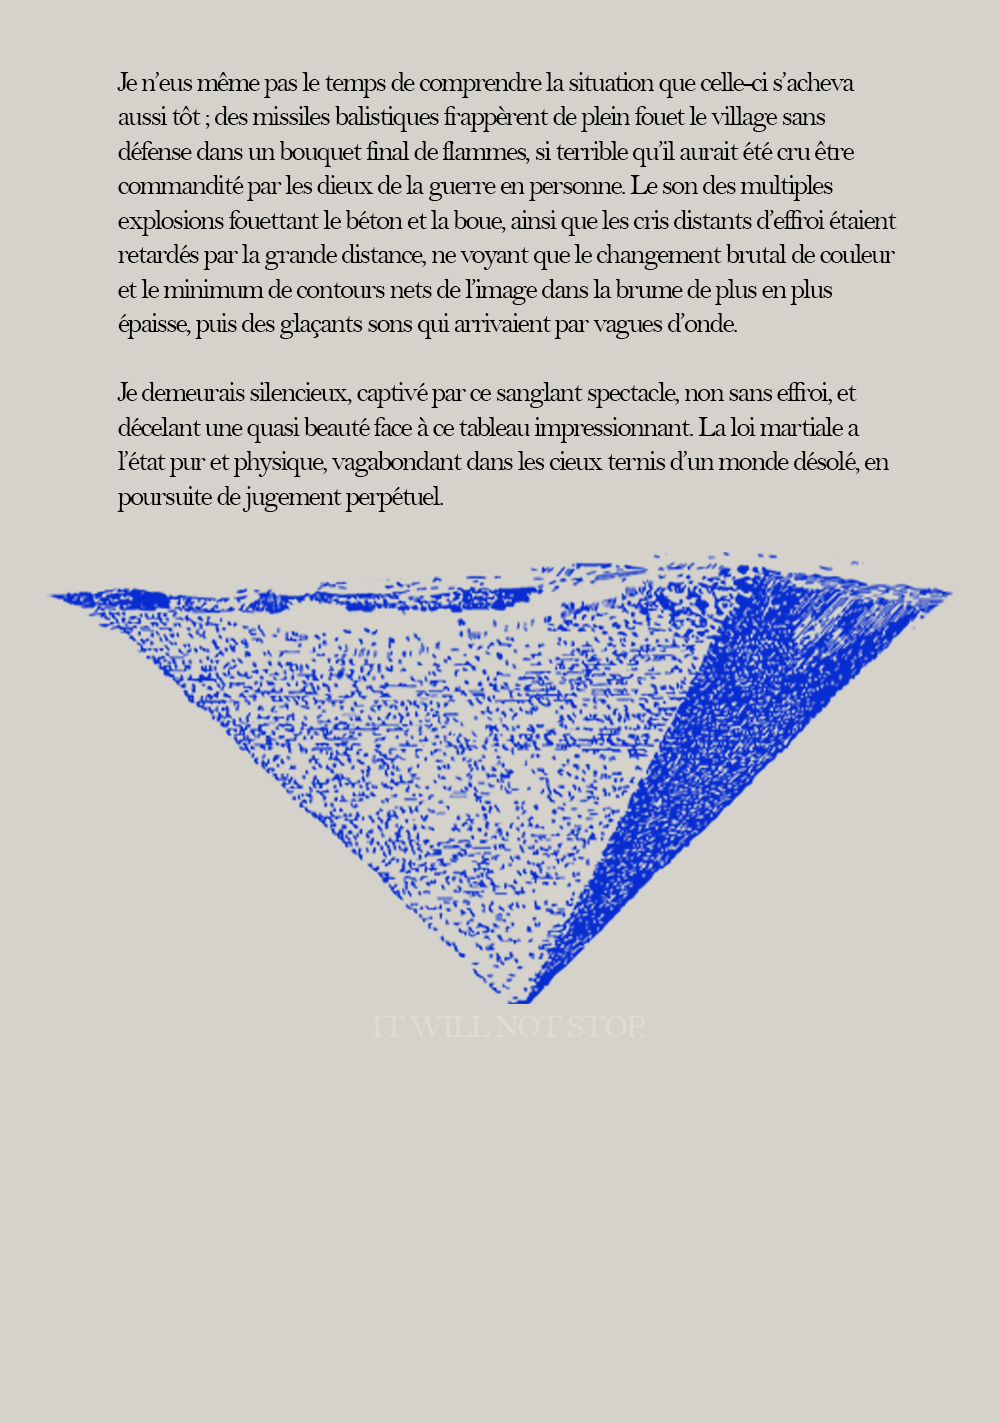 Je n'eus même pas le temps de comprendre la situation que celle-ci s'acheva
aussi tôt ; des missiles balistiques frappèrent de plein fouet le village sans
défense dans un bouquet final de flammes, si terrible qu'il aurait été cru être
commandité par les dieux de la guerre en personne. Le son des multiples
explosions fouettant le béton et la boue, ainsi que les cris distants d'effroi étaient
retardés par la grande distance, ne voyant que le changement brutal de couleur
et le minimum de contours nets de l'image dans la brume de plus en plus
épaisse, puis des glaçants sons qui arrivaient par vagues d'onde.
Je demeurais silencieux, captivé par ce sanglant spectacle, non sans effroi, et
décelant une quasi beauté face à ce tableau impressionnant. La loi martiale a
l'état pur et physique, vagabondant dans les cieux ternis d'un monde désolé, en
poursuite de jugement perpétuel.
IT WILL NOT STOP.